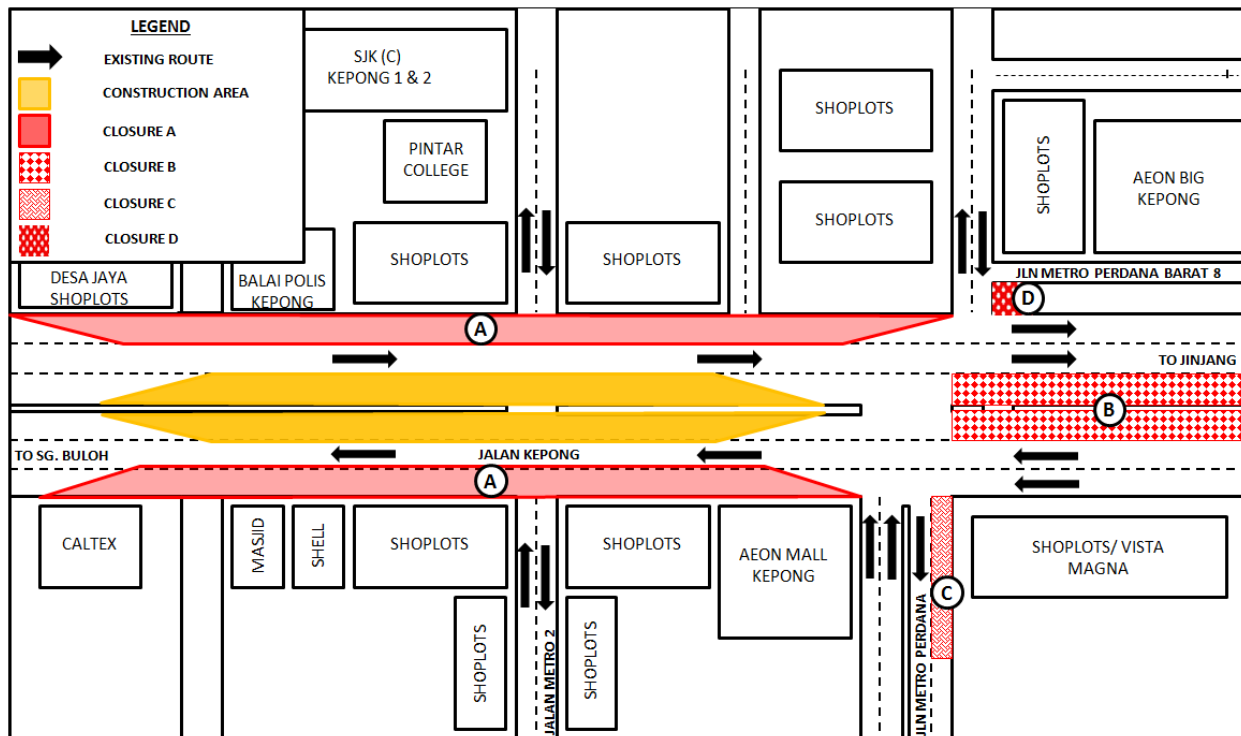 LEGEND
EXISTING ROUTE
CONSTRUCTION AREA
CLOSURE A
CLOSURE B
CLOSURE C
CLOSURE D
SJK (C)
KEPONG 1 & 2
PINTAR
COLLEGE
SHOPLOTS
SHOPLOTS
SHOPLOTS
SHOPLOTS
SHOPLOTS
AEON BIG
KEPONG
DESA JAYA
SHOPLOTS
BALAI POLIS
KEPONG
JLN METRO PERDANA BARAT 8
D
A
TO JINJANG
B
TO SG. BULOH
JALAN KEPONG
A
CALTEX
MASJID
SHELL
SHOPLOTS
SHOPLOTS
AEON MALL
KEPONG
SHOPLOTS/ VISTA
MAGNA
C
SHOPLOTS
JALAN METRO 2
SHOPLOTS
JLN METRO PERDANA